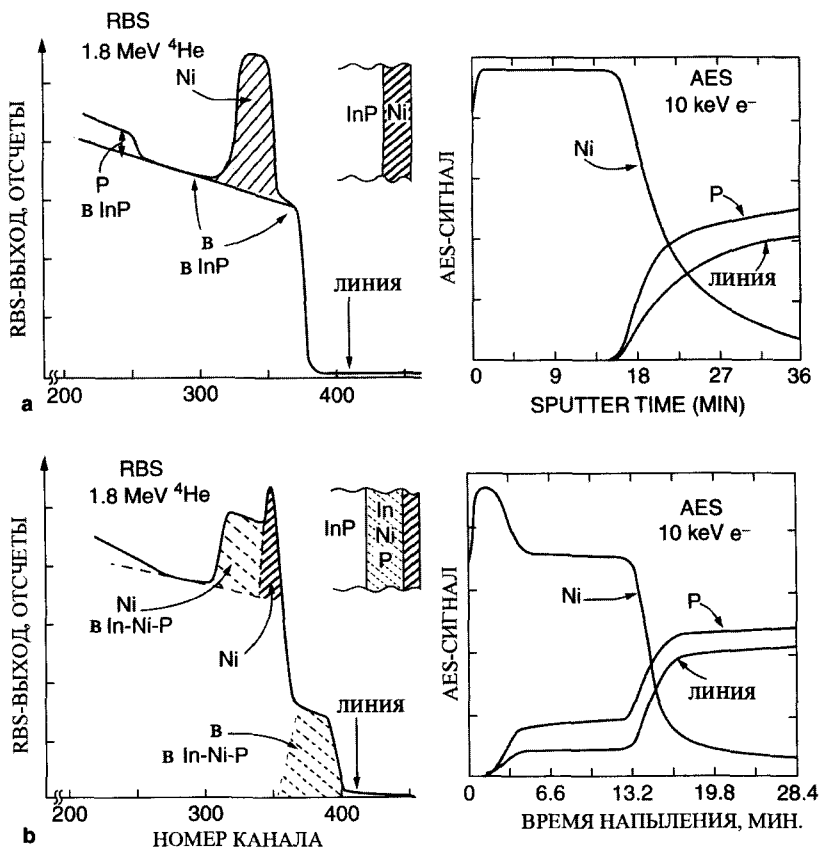 RBS
1.8 MeV ⁴He
Ni
InP
Ni
P
в InP
в
в InP
ЛИНИЯ
RBS-ВЫХОД, ОТСЧЕТЫ
200
300
400
a
AES
10 keV e⁻
Ni
P
ЛИНИЯ
AES-СИГНАЛ
0
9
18
27
36
SPUTTER TIME (MIN)
RBS
1.8 MeV ⁴He
InP
In
Ni
P
Ni
в In-Ni-P
Ni
в
в In-Ni-P
ЛИНИЯ
RBS-ВЫХОД, ОТСЧЕТЫ
200
300
400
b
НОМЕР КАНАЛА
AES
10 keV e⁻
Ni
P
ЛИНИЯ
AES-СИГНАЛ
0
6.6
13.2
19.8
28.4
ВРЕМЯ НАПЫЛЕНИЯ, МИН.